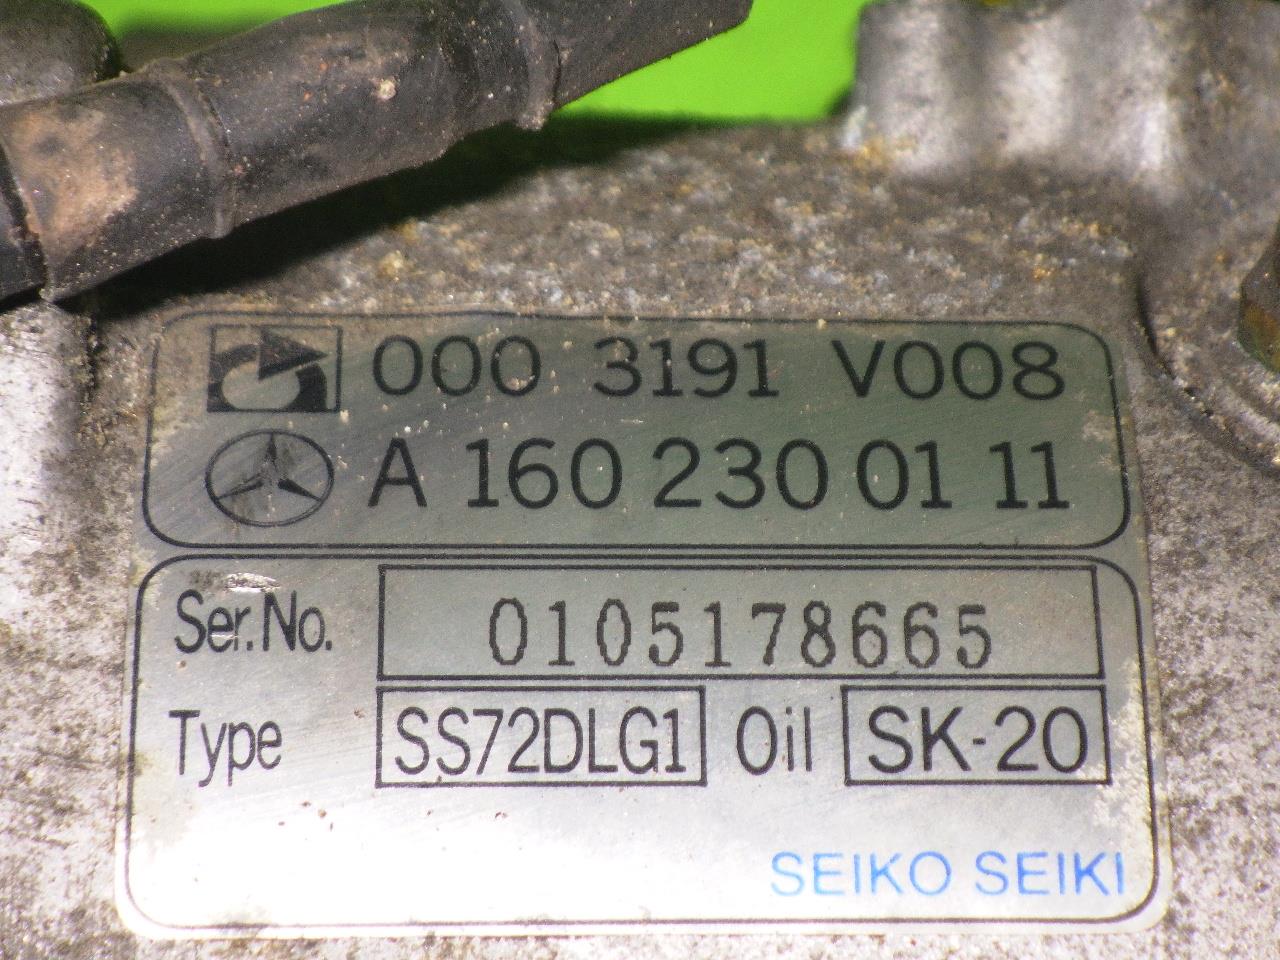 000 3191 V008
A 160 230 01 11
Ser.No. 0105178665
Type SS72DLG1 Oil SK-20
SEIKO SEIKI